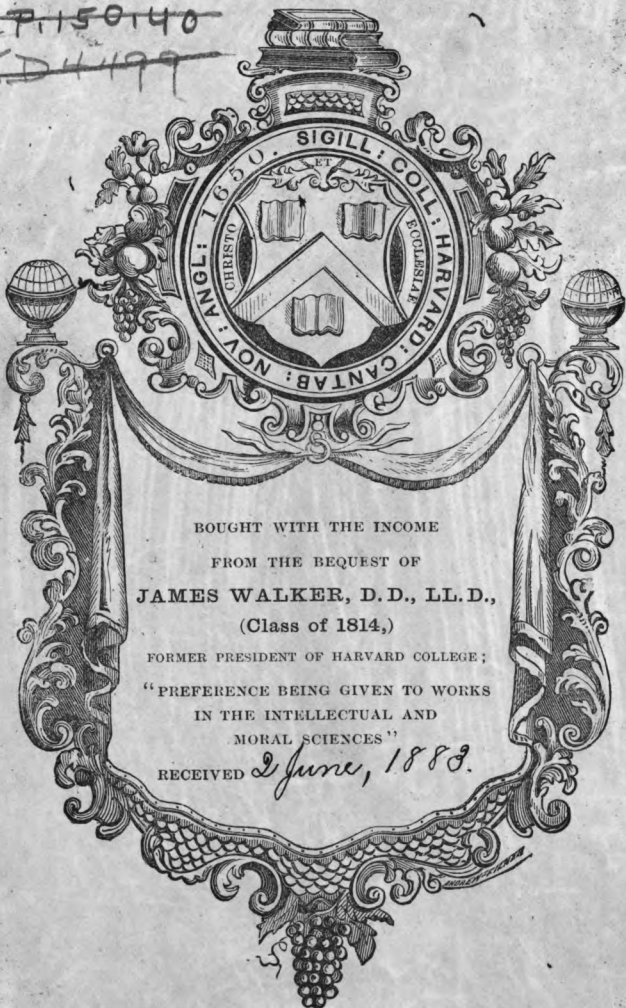 P.150.140
SIGILL: COLL: HARVARD: CANTAB: NOV: ANGL: 1650.
CHRISTO ET ECCLESIAE
BOUGHT WITH THE INCOME
FROM THE BEQUEST OF
JAMES WALKER, D.D., LL.D.,
(Class of 1814,)
FORMER PRESIDENT OF HARVARD COLLEGE;
"PREFERENCE BEING GIVEN TO WORKS
IN THE INTELLECTUAL AND
MORAL SCIENCES"
RECEIVED 2 June, 1883.